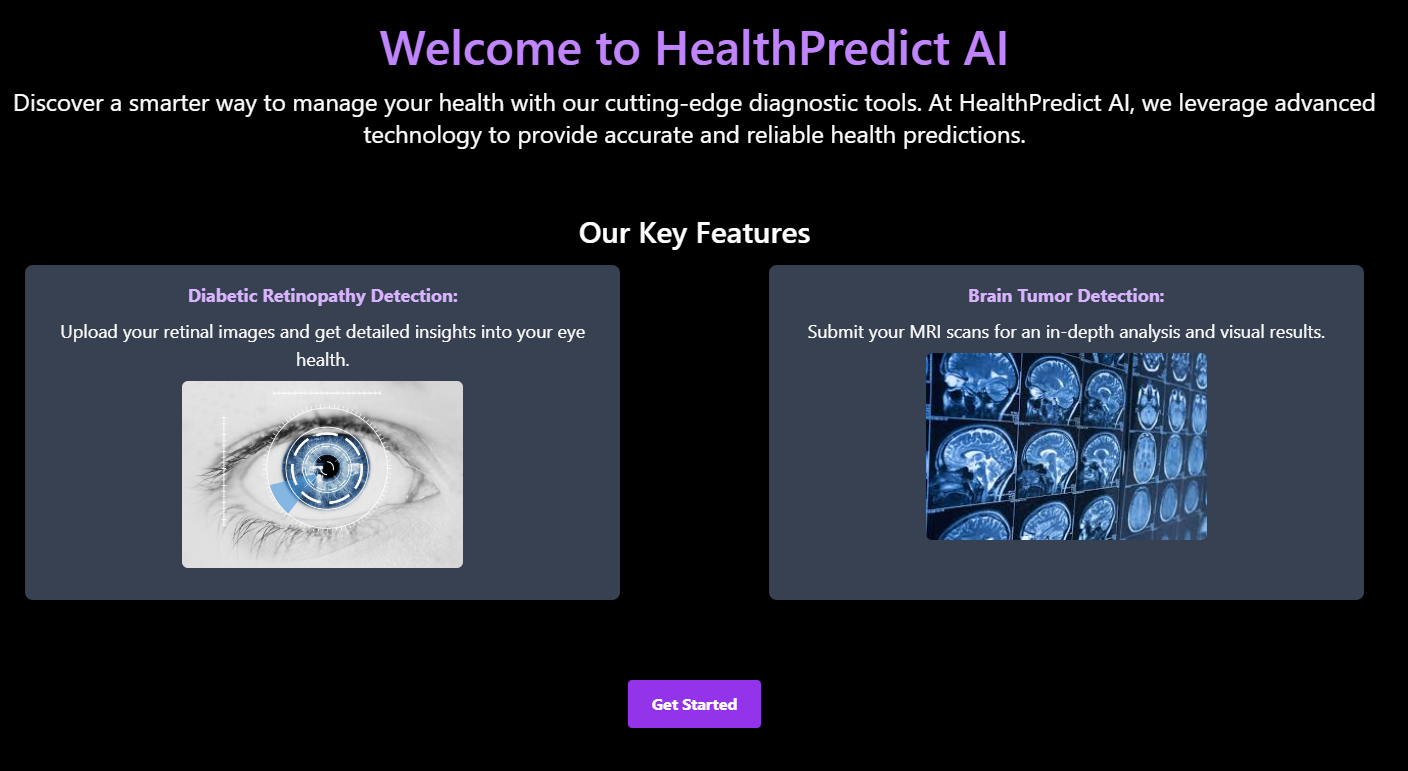 Welcome to HealthPredict AI
Discover a smarter way to manage your health with our cutting-edge diagnostic tools. At HealthPredict AI, we leverage advanced
technology to provide accurate and reliable health predictions.
Our Key Features
Diabetic Retinopathy Detection:
Upload your retinal images and get detailed insights into your eye
health.
Brain Tumor Detection:
Submit your MRI scans for an in-depth analysis and visual results.
Get Started